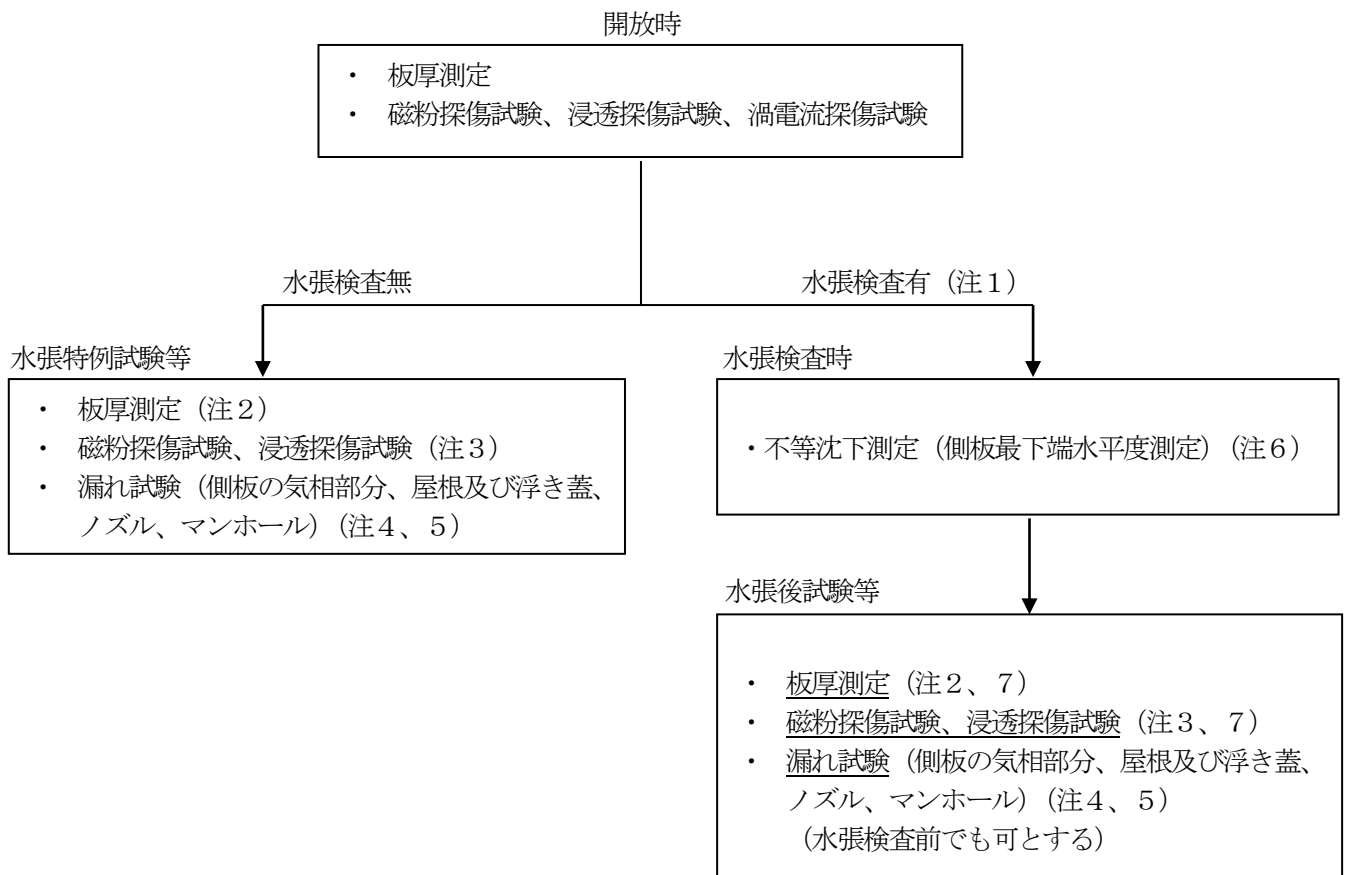 開放時
・ 板厚測定
・ 磁粉探傷試験、浸透探傷試験、渦電流探傷試験
水張検査無
水張検査有（注１）
水張特例試験等
・ 板厚測定（注２）
・ 磁粉探傷試験、浸透探傷試験（注３）
・ 漏れ試験（側板の気相部分、屋根及び浮き蓋、
ノズル、マンホール）（注４、５）
水張検査時
・不等沈下測定（側板最下端水平度測定）（注６）
水張後試験等
・ 板厚測定（注２、７）
・ 磁粉探傷試験、浸透探傷試験（注３、７）
・ 漏れ試験（側板の気相部分、屋根及び浮き蓋、
ノズル、マンホール）（注４、５）
（水張検査前でも可とする）